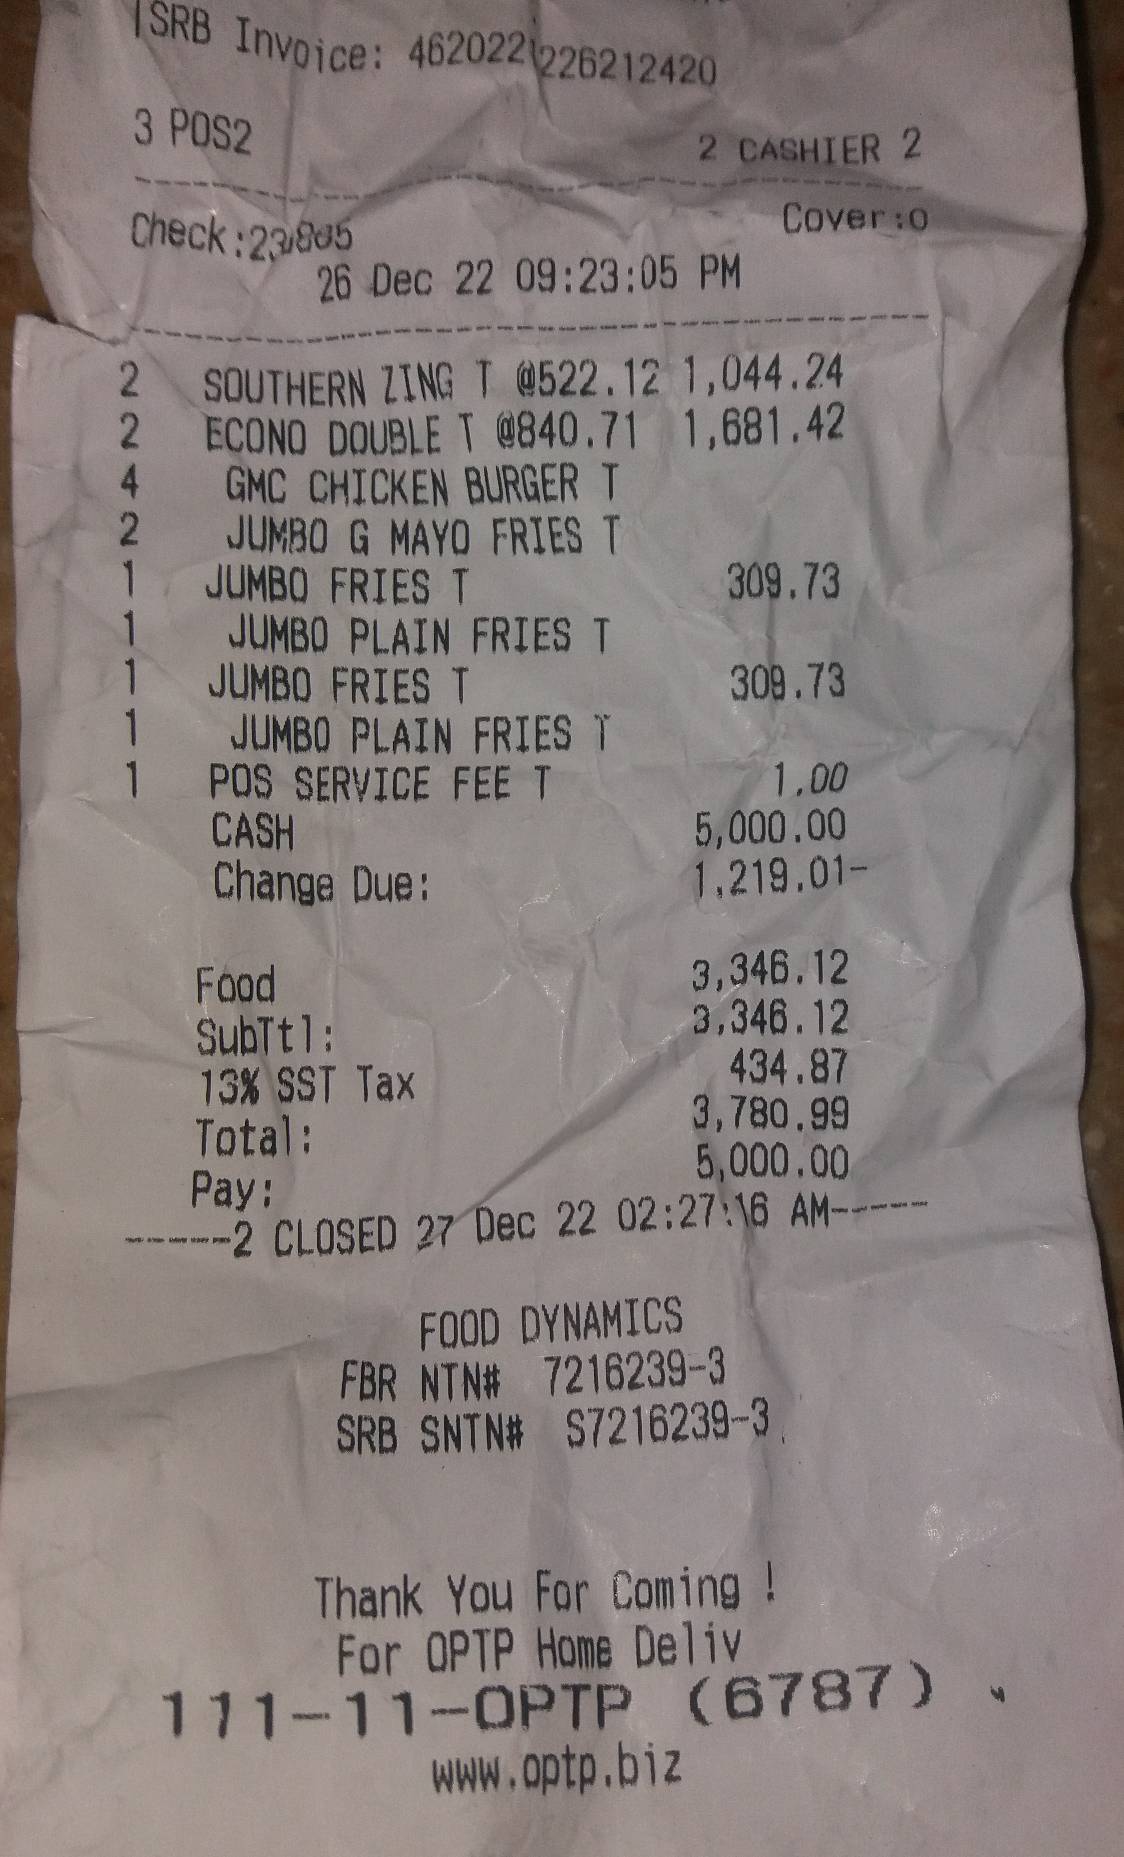 SRB Invoice: 462022 226212420
3 POS2 2 CASHIER 2
Check: Cover:0
26 Dec 22 09:23:05 PM
2 SOUTHERN ZING T @522.12 1,044.24
2 ECONO DOUBLE T @840.71 1,681.42
4 GMC CHICKEN BURGER T
2 JUMBO G MAYO FRIES T
1 JUMBO FRIES T 309.73
1 JUMBO PLAIN FRIES T
1 JUMBO FRIES T 309.73
1 JUMBO PLAIN FRIES T
1 POS SERVICE FEE T 1.00
CASH 5,000.00
Change Due: 1,219.01-
Food 3,346.12
SubTtl: 3,346.12
13% SST Tax 434.87
Total: 3,780.99
Pay: 5,000.00
-----2 CLOSED 27 Dec 22 02:27:16 AM-----
FOOD DYNAMICS
FBR NTN# 7216239-3
SRB SNTN# S7216239-3
Thank You For Coming !
For OPTP Home Deliv
111-11-OPTP (6787)
www.optp.biz